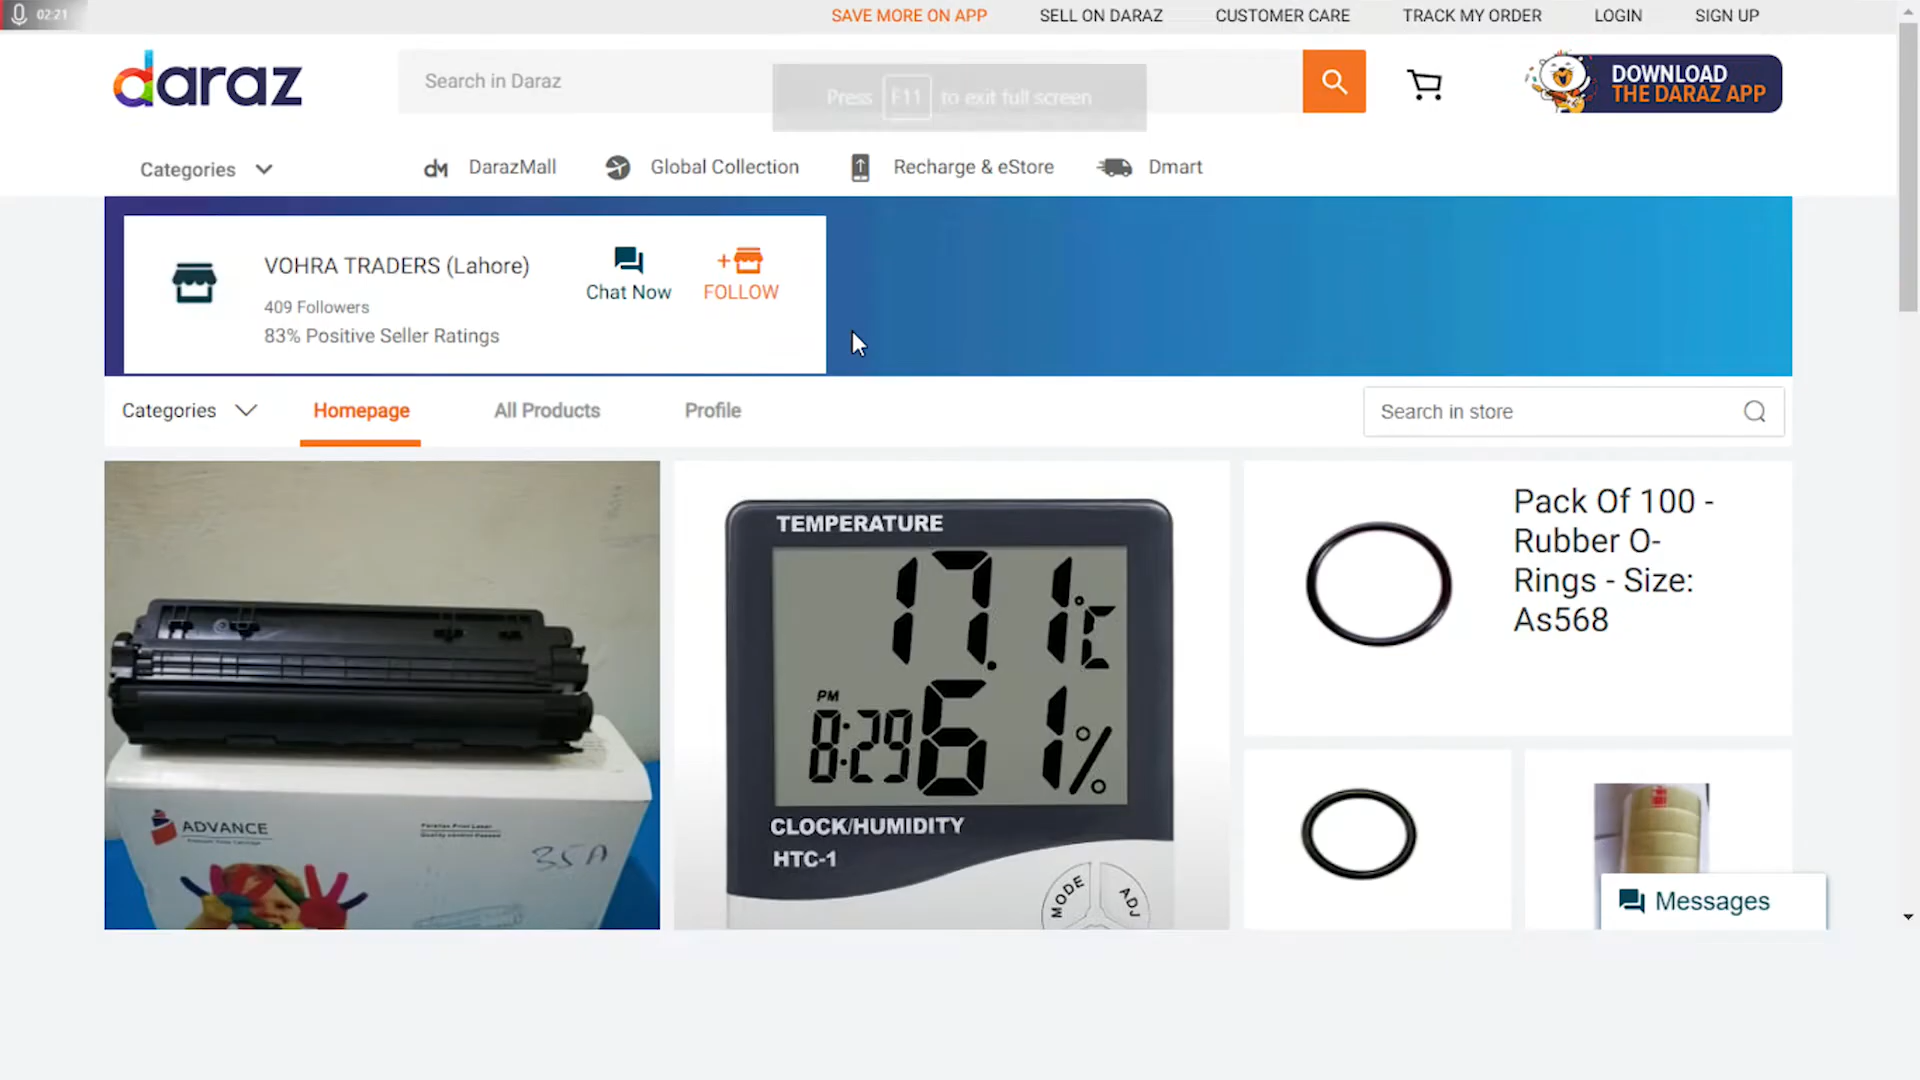 02:21
SAVE MORE ON APP
SELL ON DARAZ
CUSTOMER CARE
TRACK MY ORDER
LOGIN
SIGN UP
daraz
Search in Daraz
Press F11 to exit full screen
DOWNLOAD
THE DARAZ APP
Categories
DarazMall
Global Collection
Recharge & eStore
Dmart
VOHRA TRADERS (Lahore)
409 Followers
83% Positive Seller Ratings
Chat Now
+ FOLLOW
Categories
Homepage
All Products
Profile
Search in store
ADVANCE
35A
TEMPERATURE
17.1°C
PM
8:29
61%
CLOCK/HUMIDITY
HTC-1
MODE
ADJ
Pack Of 100 -
Rubber O-
Rings - Size:
As568
Messages